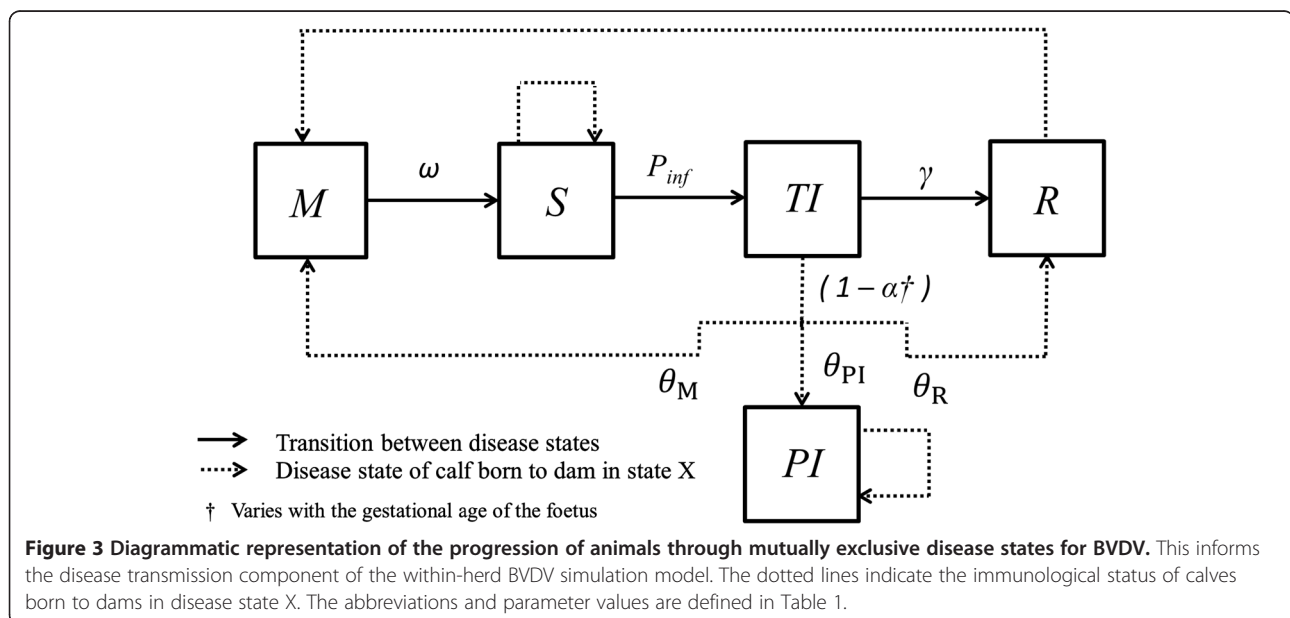 M
ω
S
P_inf
TI
γ
R
( 1 – α† )
θ_M
θ_PI
θ_R
PI
Transition between disease states
Disease state of calf born to dam in state X
† Varies with the gestational age of the foetus
Figure 3 Diagrammatic representation of the progression of animals through mutually exclusive disease states for BVDV. This informs
the disease transmission component of the within-herd BVDV simulation model. The dotted lines indicate the immunological status of calves
born to dams in disease state X. The abbreviations and parameter values are defined in Table 1.